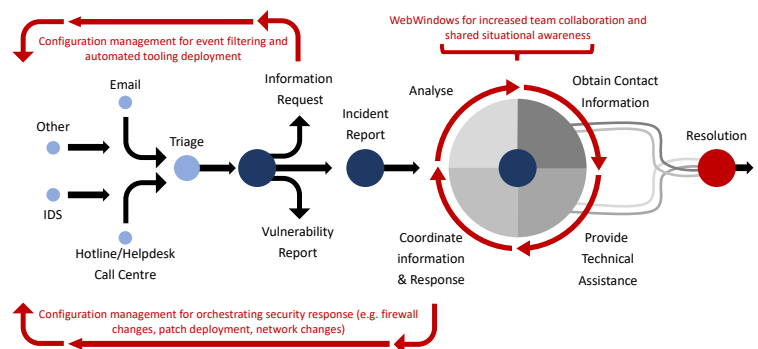 WebWindows for increased team collaboration and
shared situational awareness
Configuration management for event filtering and
automated tooling deployment
Email
Information
Request
Analyse
Obtain Contact
Information
Other
Triage
Incident
Report
Resolution
IDS
Hotline/Helpdesk
Call Centre
Vulnerability
Report
Coordinate
information
& Response
Provide
Technical
Assistance
Configuration management for orchestrating security response (e.g. firewall
changes, patch deployment, network changes)